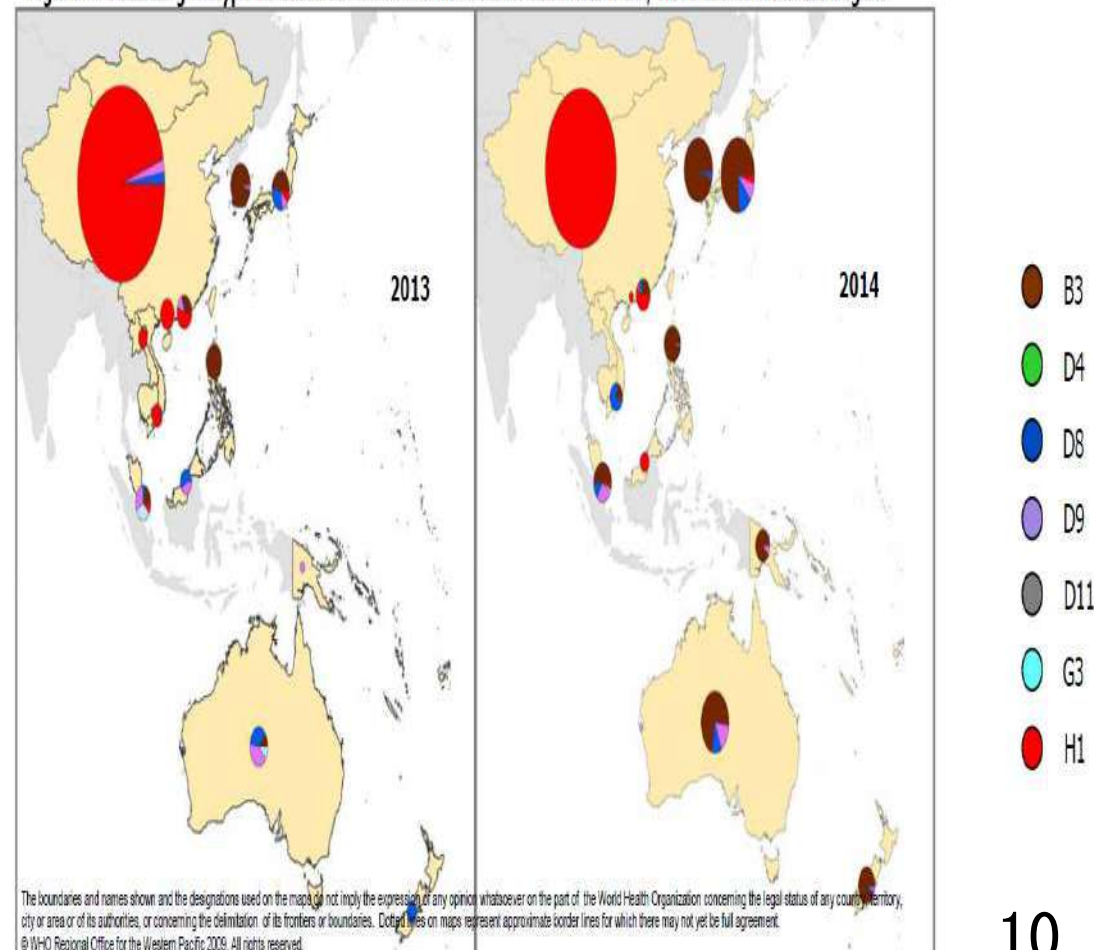 2013
2014
B3
D4
D8
D9
D11
G3
H1
The boundaries and names shown and the designations used on the maps do not imply the expression of any opinion whatsoever on the part of the World Health Organization concerning the legal status of any country, territory,
city or area or of its authorities, or concerning the delimitation of its frontiers or boundaries. Dotted lines on maps represent approximate border lines for which there may not yet be full agreement.
© WHO Regional Office for the Western Pacific 2009. All rights reserved.
10